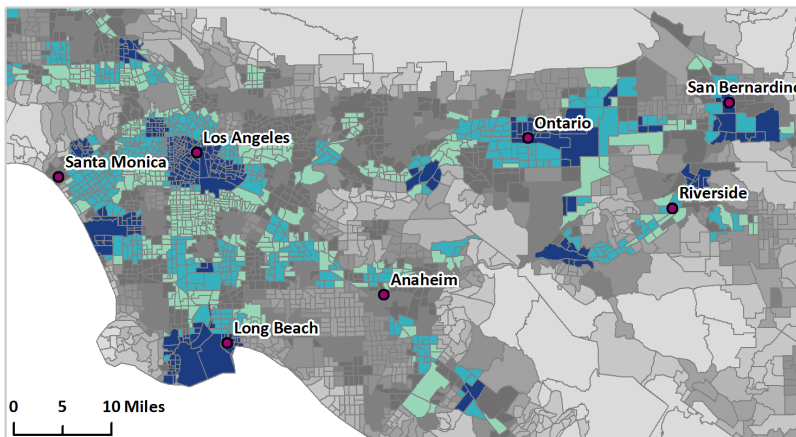 San Bernardino
Ontario
Los Angeles
Santa Monica
Riverside
Anaheim
Long Beach
0 5 10 Miles